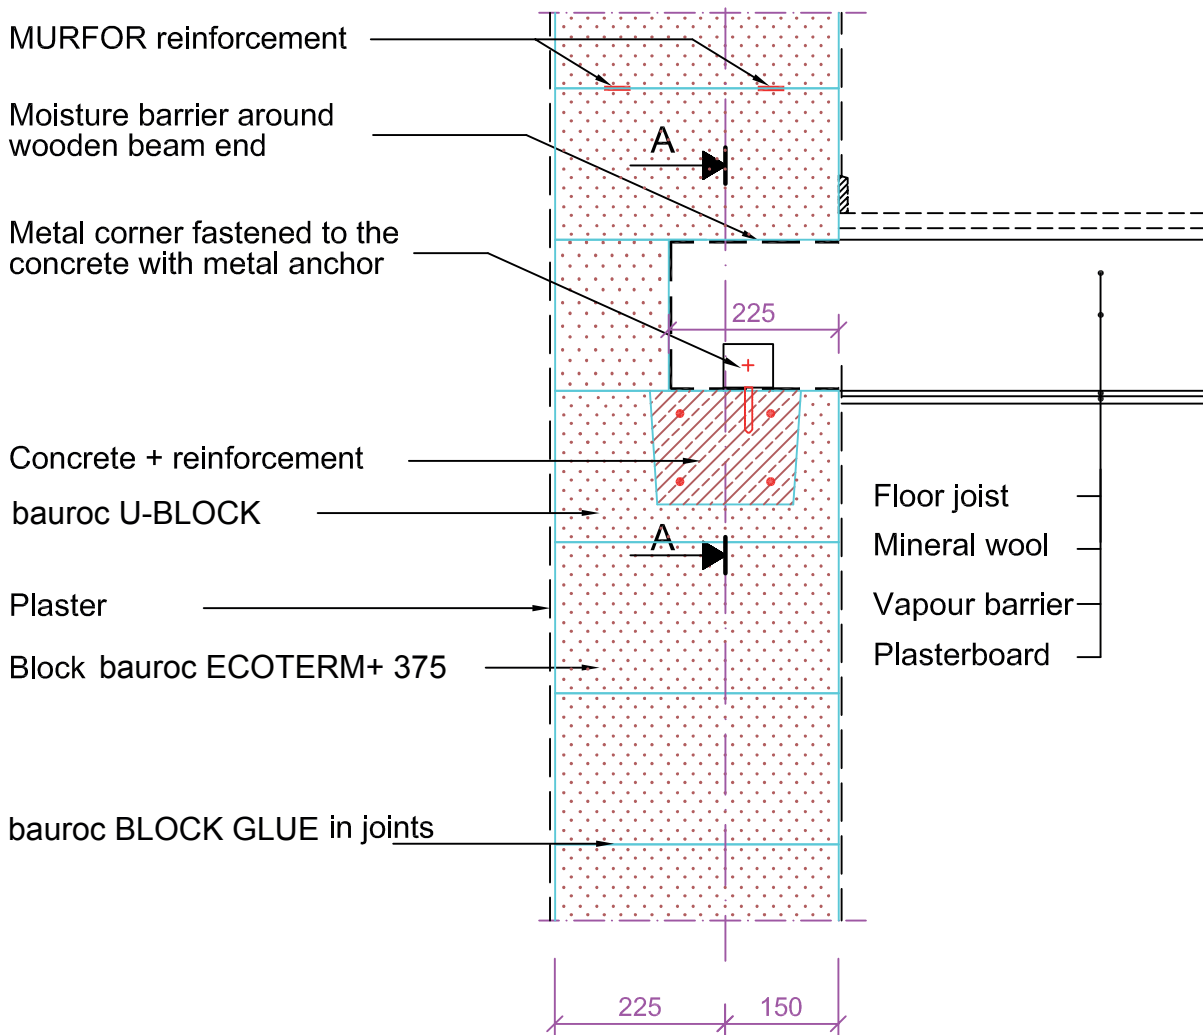 MURFOR reinforcement
Moisture barrier around
wooden beam end
A
Metal corner fastened to the
concrete with metal anchor
225
Concrete + reinforcement
bauroc U-BLOCK
A
Plaster
Block bauroc ECOTERM+ 375
bauroc BLOCK GLUE in joints
Floor joist
Mineral wool
Vapour barrier
Plasterboard
225
150